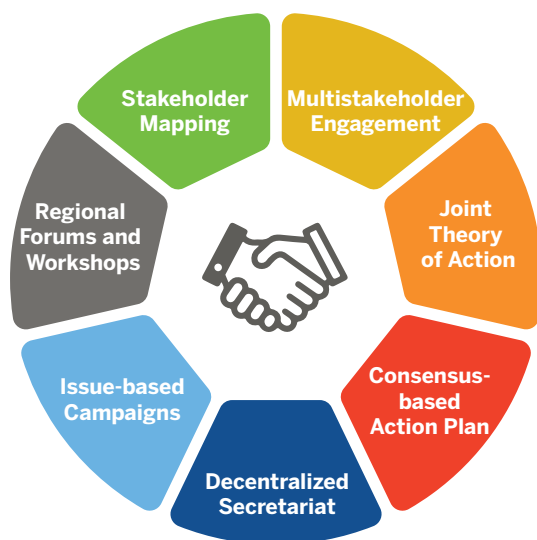 Stakeholder
Mapping
Multistakeholder
Engagement
Joint
Theory
of Action
Consensus-
based
Action Plan
Decentralized
Secretariat
Issue-based
Campaigns
Regional
Forums and
Workshops